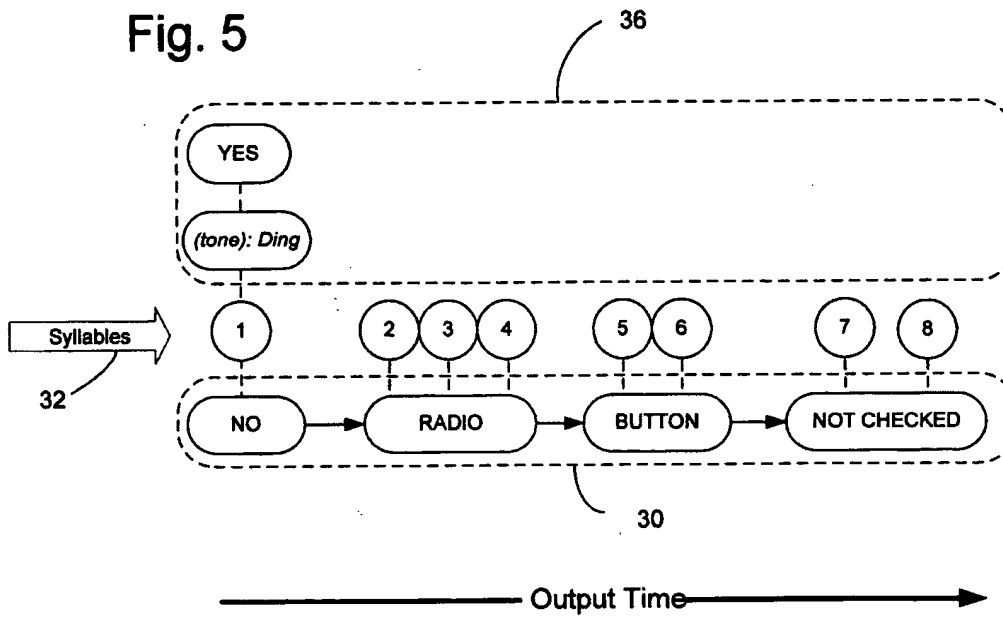 Fig. 5
36
YES
(tone): Ding
Syllables
1 2 3 4 5 6 7 8
32
NO RADIO BUTTON NOT CHECKED
30
Output Time